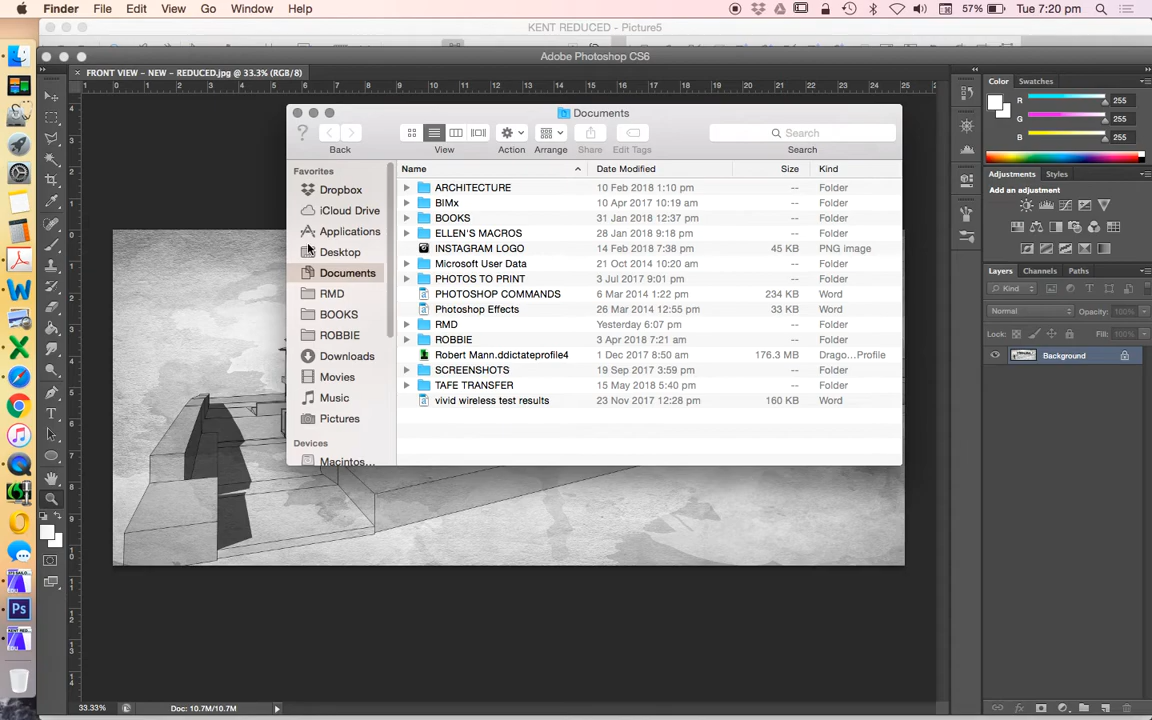 Finder File Edit View Go Window Help 57% Tue 7:20 pm
KENT REDUCED - Picture5
Adobe Photoshop CS6
× FRONT VIEW - NEW - REDUCED.jpg @ 33.3% (RGB/8)
Documents
Back View Action Arrange Share Edit Tags Search
Search
Favorites
Dropbox
iCloud Drive
Applications
Desktop
Documents
RMD
BOOKS
ROBBIE
Downloads
Movies
Music
Pictures
Devices
Macintos...
Name Date Modified Size Kind
ARCHITECTURE 10 Feb 2018 1:10 pm -- Folder
BIMx 10 Apr 2017 10:19 am -- Folder
BOOKS 31 Jan 2018 12:37 pm -- Folder
ELLEN'S MACROS 28 Jan 2018 9:18 pm -- Folder
INSTAGRAM LOGO 14 Feb 2018 7:38 pm 45 KB PNG image
Microsoft User Data 21 Oct 2014 10:20 am -- Folder
PHOTOS TO PRINT 3 Jul 2017 9:01 pm -- Folder
PHOTOSHOP COMMANDS 6 Mar 2014 1:22 pm 234 KB Word
Photoshop Effects 6 Mar 2014 1:22 pm 33 KB Word
RMD Yesterday 6:07 pm -- Folder
ROBBIE 3 Apr 2018 7:21 am -- Folder
Robert Mann.ddictateprofile4 1 Dec 2017 8:50 am 176.3 MB Drago...Profile
SCREENSHOTS 19 Sep 2017 3:59 pm -- Folder
TAFE TRANSFER 15 May 2018 5:40 pm -- Folder
vivid wireless test results 23 Nov 2017 12:28 pm 160 KB Word
Color Swatches
R 255
G 255
B 255
Adjustments Styles
Add an adjustment
Layers Channels Paths
Kind
Normal Opacity: 100%
Lock: Fill: 100%
Background
33.33% Doc: 10.7M/10.7M